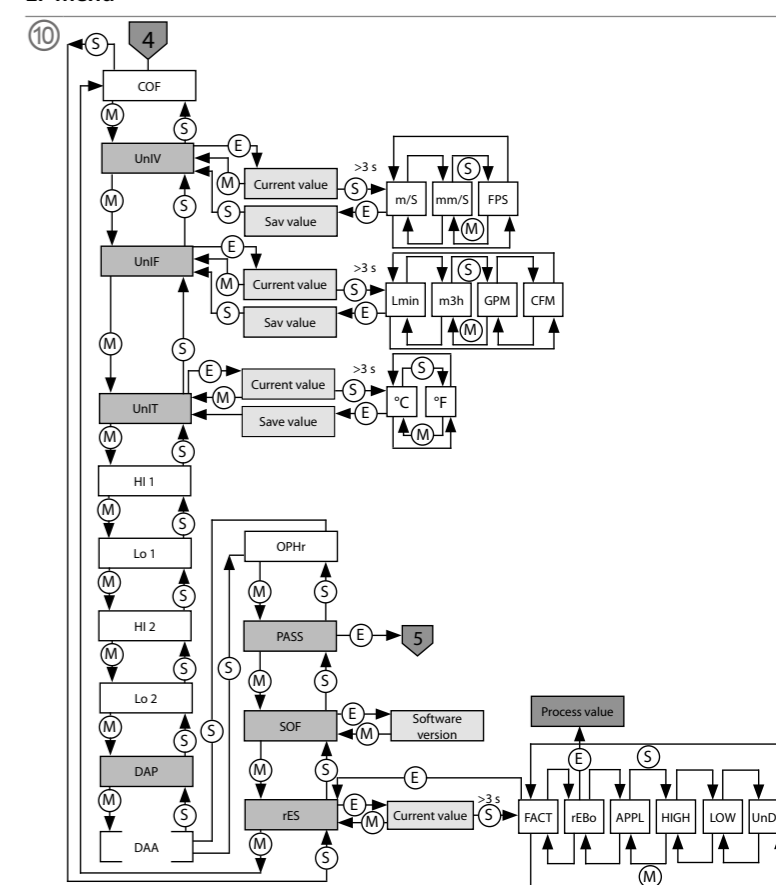 ⑩
S
4
COF
M
S
UnIV
E
M
Current value
>3 s
S
m/S
mm/S
FPS
S
M
S
Sav value
E
M
S
UnIF
E
M
Current value
>3 s
S
Lmin
m3h
GPM
CFM
S
M
S
Sav value
E
M
S
UnIT
E
M
Current value
>3 s
S
°C
°F
S
M
Save value
E
M
S
HI 1
M
S
Lo 1
M
S
HI 2
M
S
Lo 2
M
S
DAP
M
S
DAA
S
S
OPHr
M
S
PASS
E
5
M
S
SOF
E
M
Software
version
M
S
rES
E
E
M
Current value
>3 s
S
M
S
Process value
E
S
FACT
rEBo
APPL
HIGH
LOW
UnD
M